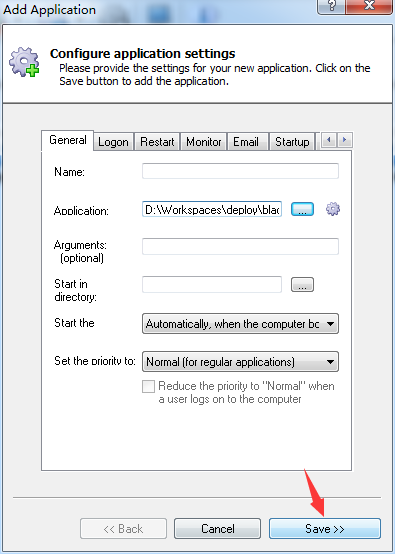 Add Application
?
Configure application settings
Please provide the settings for your new application. Click on the
Save button to add the application.
General Logon Restart Monitor Email Startup
Name:
Application: D:\Workspaces\deploy\blac ...
Arguments:
(optional)
Start in
directory: ...
Start the Automatically, when the computer bc
Set the priority to: Normal (for regular applications)
Reduce the priority to "Normal" when
a user logs on to the computer
<< Back Cancel Save >>